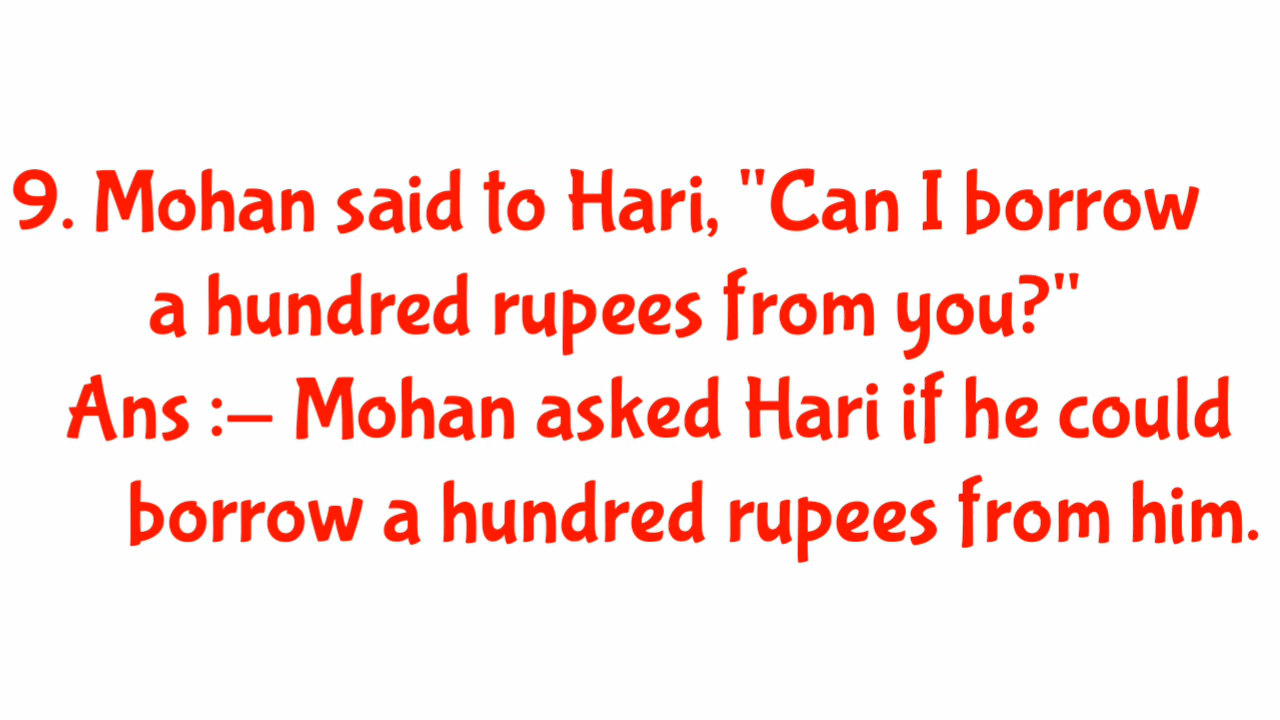 9. Mohan said to Hari, "Can I borrow
a hundred rupees from you?"
Ans :– Mohan asked Hari if he could
borrow a hundred rupees from him.